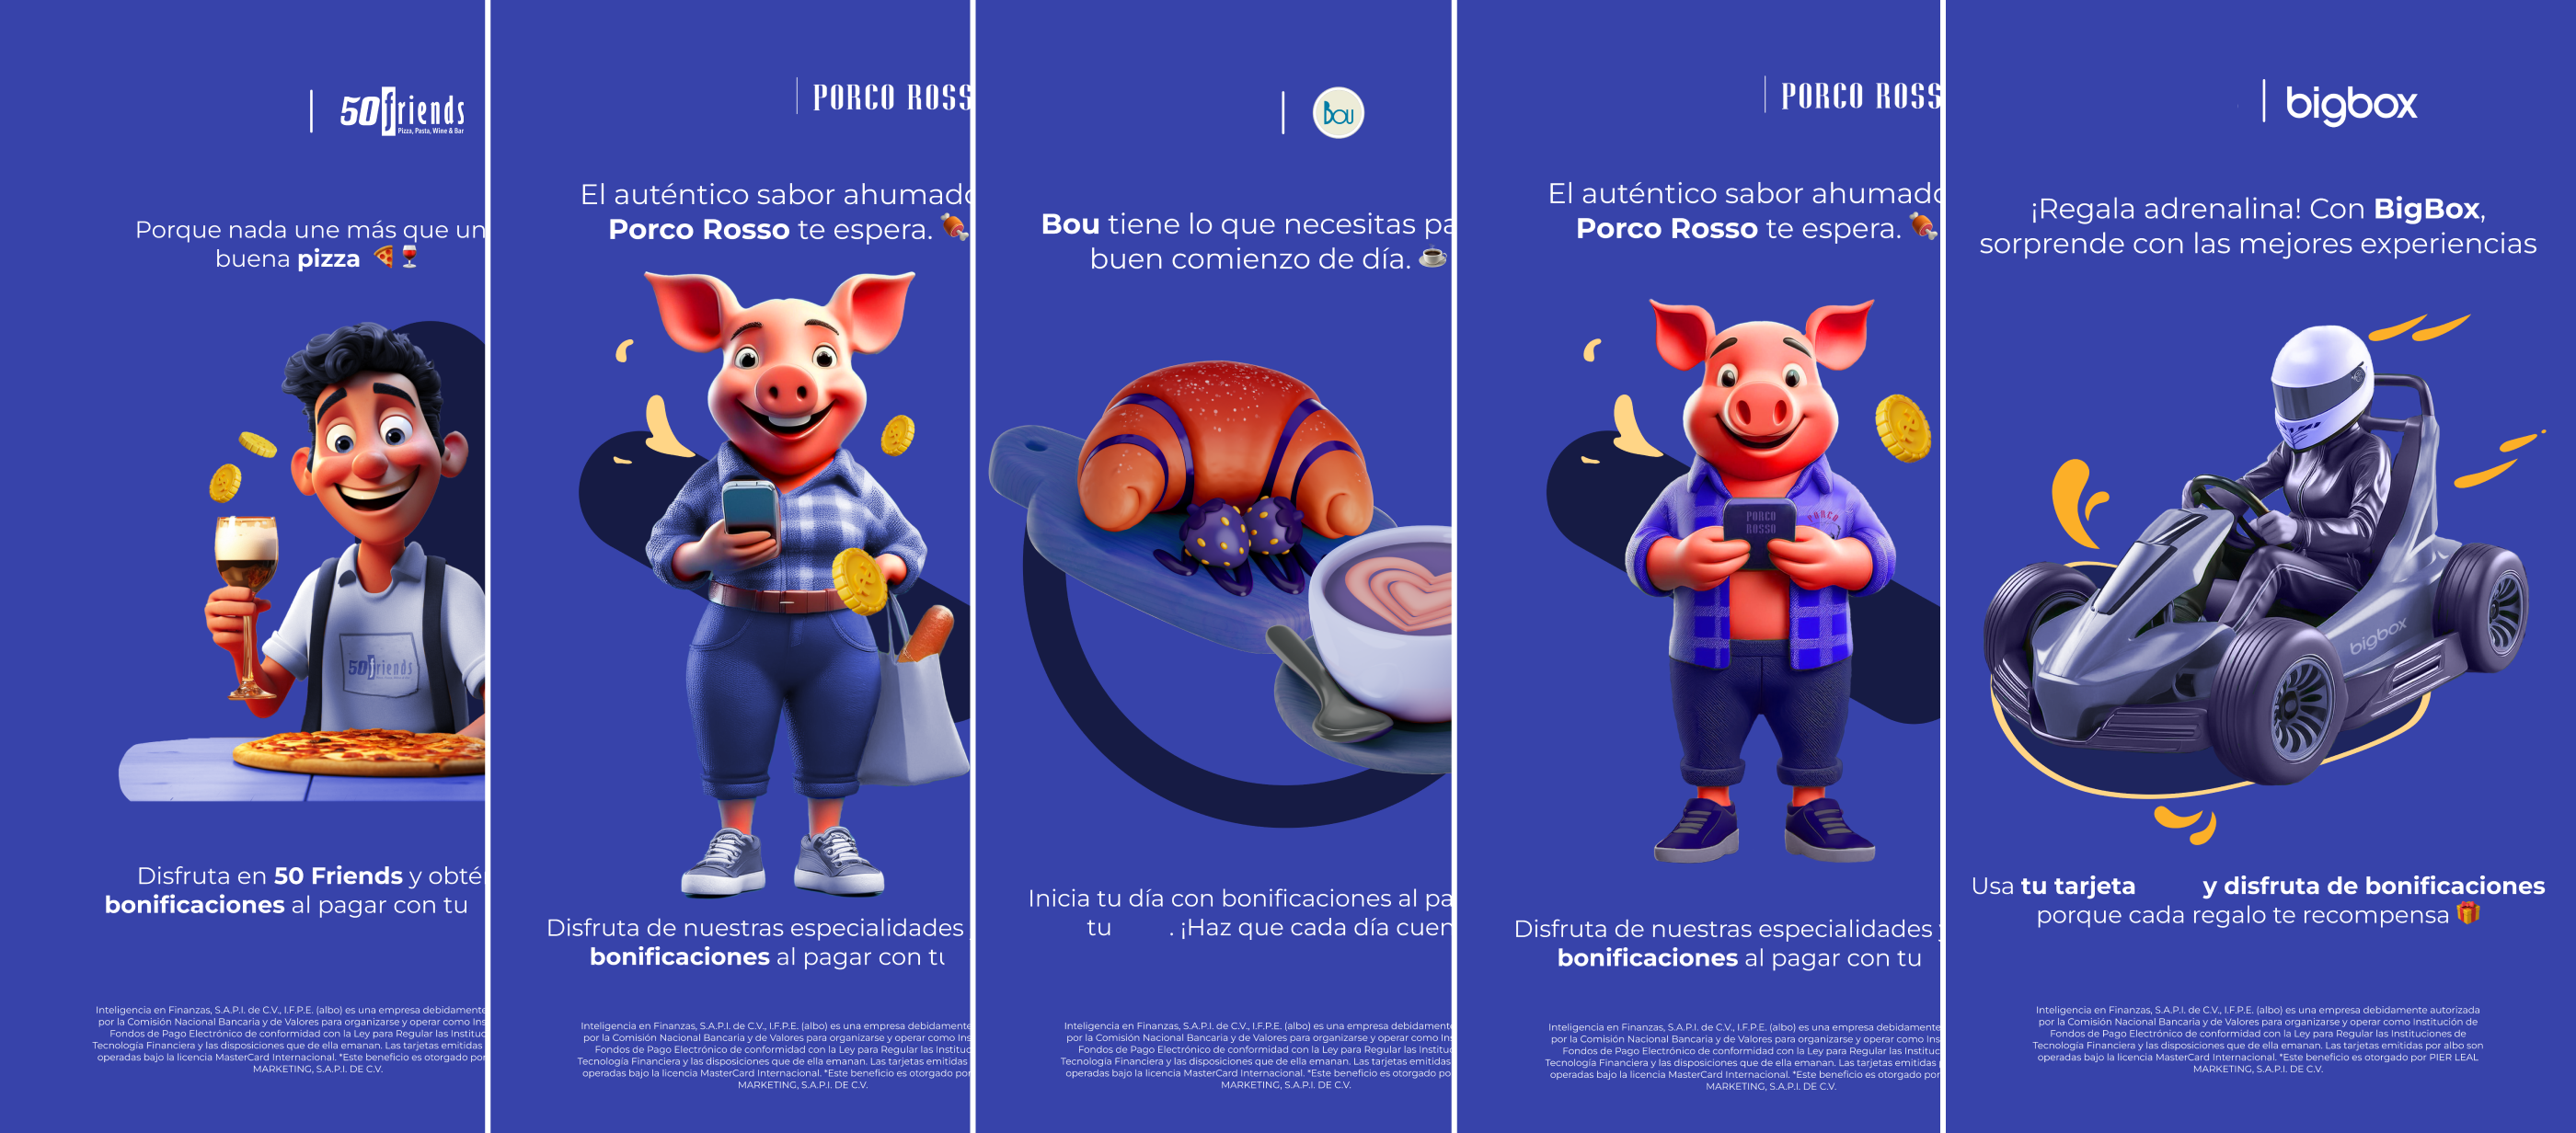 50friends
Pizza, Pasta, Wine & Bar
Porque nada une más que un
buena pizza
50friends
Disfruta en 50 Friends y obté
bonificaciones al pagar con tu
Inteligencia en Finanzas, S.A.P.I. de C.V., I.F.P.E. (albo) es una empresa debidamente
por la Comisión Nacional Bancaria y de Valores para organizarse y operar como Ins
Fondos de Pago Electrónico de conformidad con la Ley para Regular las Instituc
Tecnología Financiera y las disposiciones que de ella emanan. Las tarjetas emitidas
operadas bajo la licencia MasterCard Internacional. *Este beneficio es otorgado por
MARKETING, S.A.P.I. DE C.V.
PORCO ROSS
El auténtico sabor ahumado
Porco Rosso te espera.
Disfruta de nuestras especialidades
bonificaciones al pagar con tu
Inteligencia en Finanzas, S.A.P.I. de C.V., I.F.P.E. (albo) es una empresa debidamente
por la Comisión Nacional Bancaria y de Valores para organizarse y operar como Ins
Fondos de Pago Electrónico de conformidad con la Ley para Regular las Instituc
Tecnología Financiera y las disposiciones que de ella emanan. Las tarjetas emitidas
operadas bajo la licencia MasterCard Internacional. *Este beneficio es otorgado por
MARKETING, S.A.P.I. DE C.V.
BOU
Bou tiene lo que necesitas pa
buen comienzo de día.
Inicia tu día con bonificaciones al pa
tu . ¡Haz que cada día cuen
Inteligencia en Finanzas, S.A.P.I. de C.V., I.F.P.E. (albo) es una empresa debidament
por la Comisión Nacional Bancaria y de Valores para organizarse y operar como Ins
Fondos de Pago Electrónico de conformidad con la Ley para Regular las Instituc
Tecnología Financiera y las disposiciones que de ella emanan. Las tarjetas emitidas
operadas bajo la licencia MasterCard Internacional. *Este beneficio es otorgado po
MARKETING, S.A.P.I. DE C.V.
PORCO ROSS
El auténtico sabor ahumado
Porco Rosso te espera.
PORCO
ROSSO
PORCO
Disfruta de nuestras especialidades y
bonificaciones al pagar con tu
Inteligencia en Finanzas, S.A.P.I. de C.V., I.F.P.E. (albo) es una empresa debidamente
por la Comisión Nacional Bancaria y de Valores para organizarse y operar como Ins
Fondos de Pago Electrónico de conformidad con la Ley para Regular las Instituc
Tecnología Financiera y las disposiciones que de ella emanan. Las tarjetas emitidas
operadas bajo la licencia MasterCard Internacional. *Este beneficio es otorgado por
MARKETING, S.A.P.I. DE C.V.
bigbox
¡Regala adrenalina! Con BigBox,
sorprende con las mejores experiencias
bigbox
Usa tu tarjeta y disfruta de bonificaciones
porque cada regalo te recompensa
Inteligencia en Finanzas, S.A.P.I. de C.V., I.F.P.E. (albo) es una empresa debidamente autorizada
por la Comisión Nacional Bancaria y de Valores para organizarse y operar como Institución de
Fondos de Pago Electrónico de conformidad con la Ley para Regular las Instituciones de
Tecnología Financiera y las disposiciones que de ella emanan. Las tarjetas emitidas por albo son
operadas bajo la licencia MasterCard Internacional. *Este beneficio es otorgado por PIER LEAL
MARKETING, S.A.P.I. DE C.V.